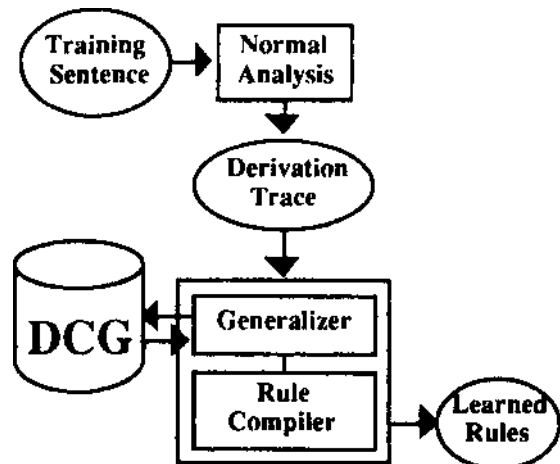 Training
Sentence
Normal
Analysis
Derivation
Trace
DCG
Generalizer
Rule
Compiler
Learned
Rules